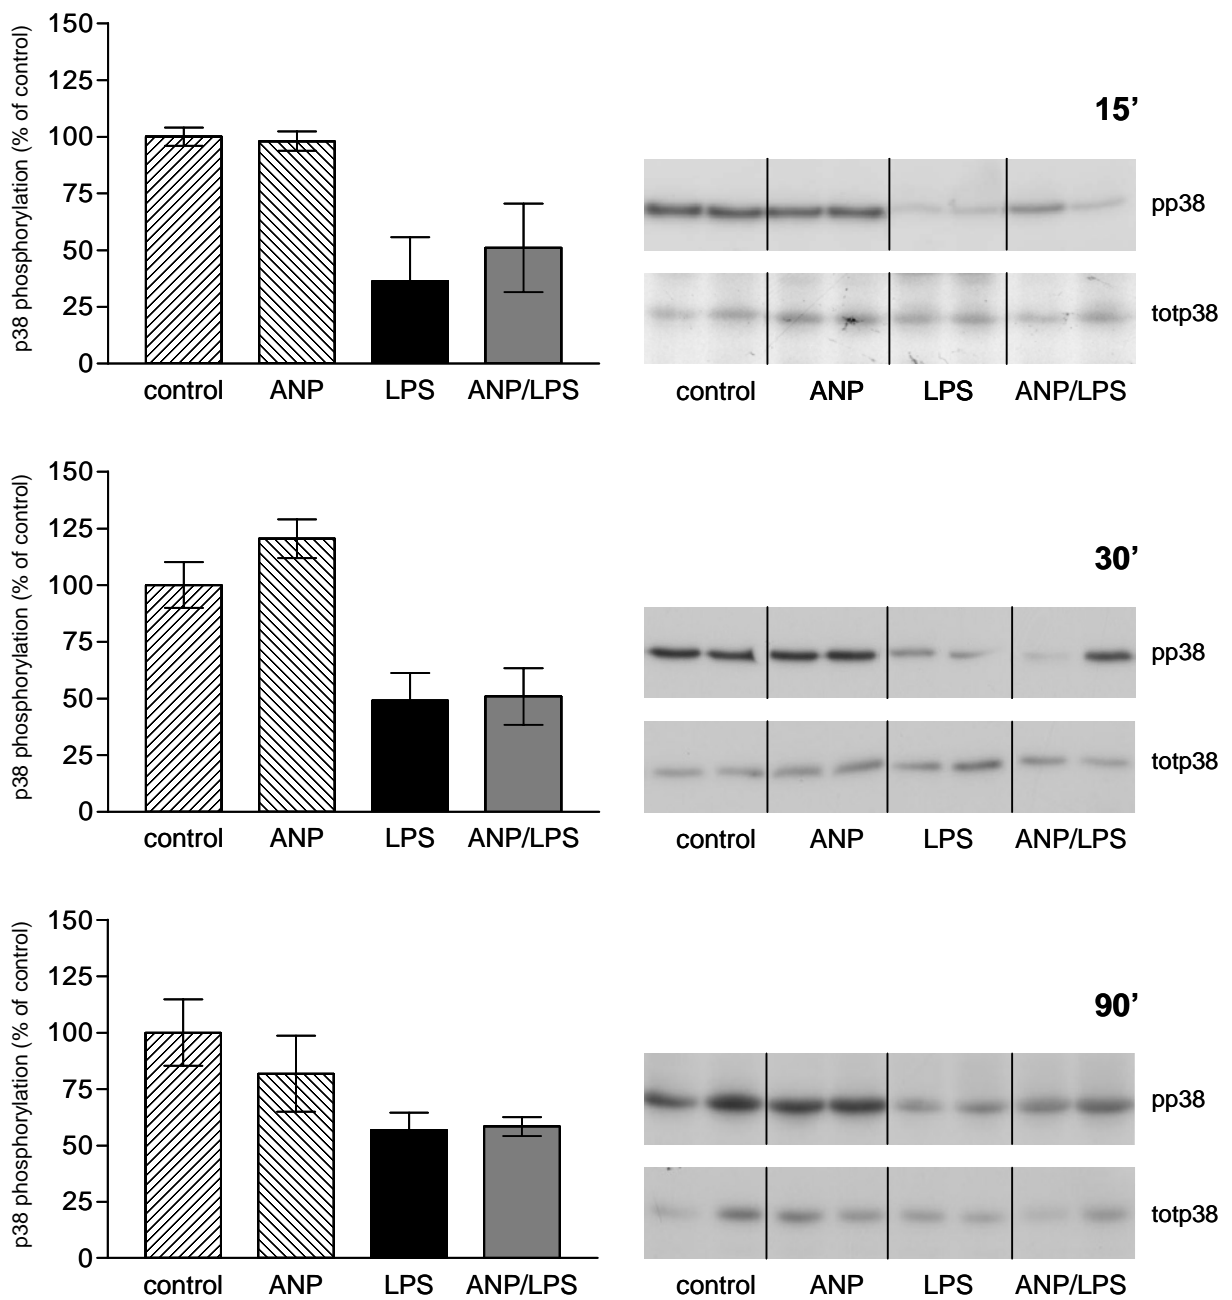 p38 phosphorylation (% of control)
150
125
100
75
50
25
0
control ANP LPS ANP/LPS
15’
pp38
totp38
control ANP LPS ANP/LPS
p38 phosphorylation (% of control)
150
125
100
75
50
25
0
control ANP LPS ANP/LPS
30’
pp38
totp38
control ANP LPS ANP/LPS
p38 phosphorylation (% of control)
150
125
100
75
50
25
0
control ANP LPS ANP/LPS
90’
pp38
totp38
control ANP LPS ANP/LPS